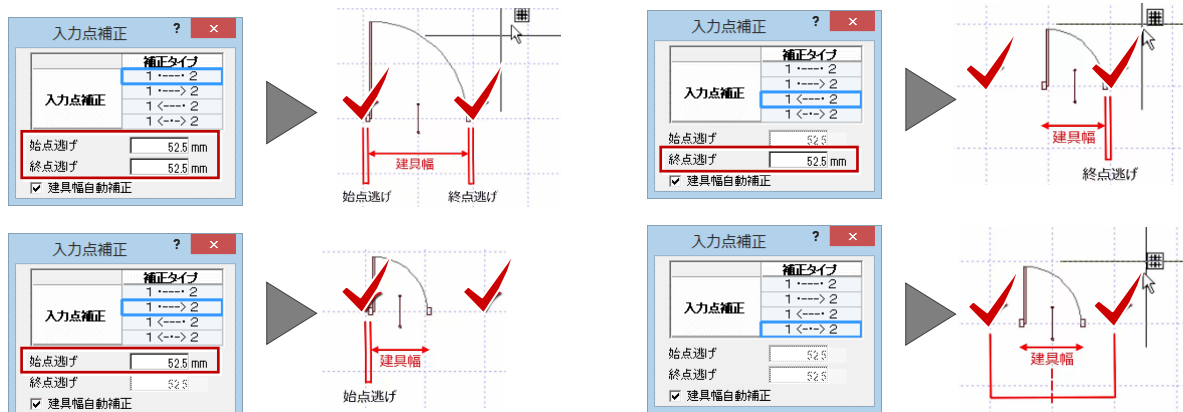 入力点補正 ? ×
補正タイプ
1 ・---・ 2
1 ・---> 2
入力点補正
1 <---・ 2
1 <-・-> 2
始点逃げ 52.5 mm
終点逃げ 52.5 mm
建具幅自動補正
建具幅
始点逃げ 終点逃げ
入力点補正 ? ×
補正タイプ
1 ・---・ 2
1 ・---> 2
入力点補正
1 <---・ 2
1 <-・-> 2
始点逃げ 52.5
終点逃げ 52.5 mm
建具幅自動補正
建具幅
終点逃げ
入力点補正 ? ×
補正タイプ
1 ・---・ 2
1 ・---> 2
入力点補正
1 <---・ 2
1 <-・-> 2
始点逃げ 52.5 mm
終点逃げ 52.5
建具幅自動補正
建具幅
始点逃げ
入力点補正 ? ×
補正タイプ
1 ・---・ 2
1 ・---> 2
入力点補正
1 <---・ 2
1 <-・-> 2
始点逃げ 52.5
終点逃げ 52.5
建具幅自動補正
建具幅